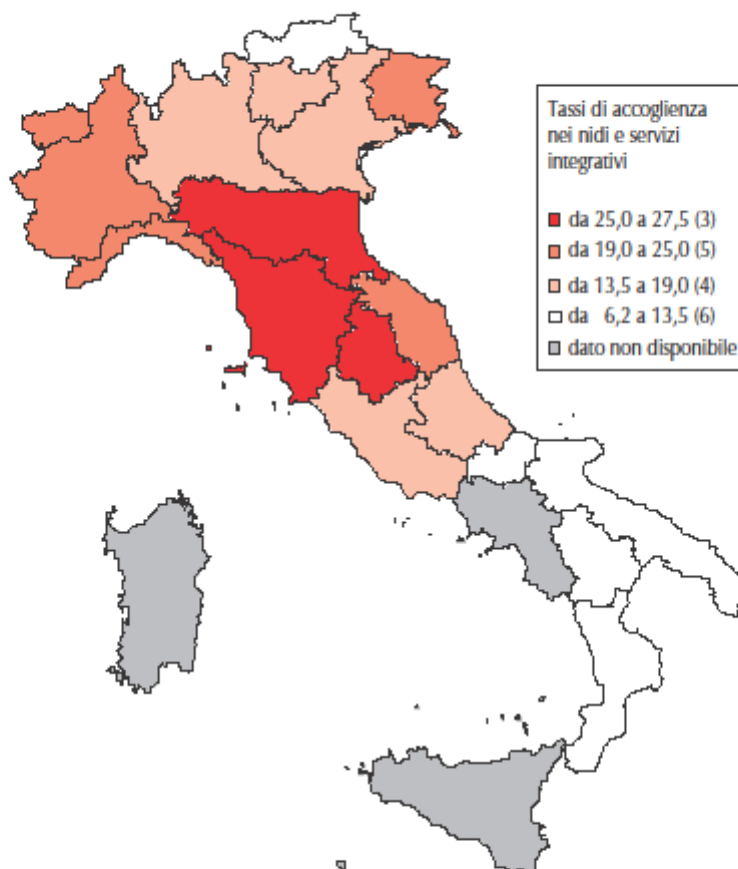 Tassi di accoglienza
nei nidi e servizi
integrativi
da 25,0 a 27,5 (3)
da 19,0 a 25,0 (5)
da 13,5 a 19,0 (4)
da 6,2 a 13,5 (6)
dato non disponibile